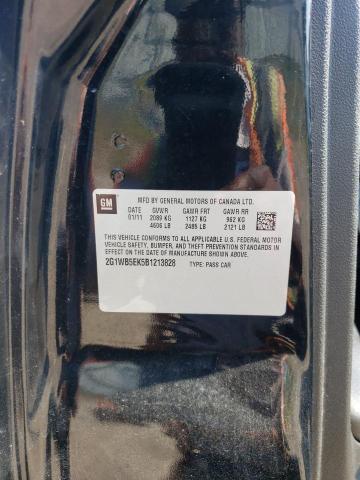 GM
MFD BY GENERAL MOTORS OF CANADA LTD.
DATE GVWR GAWR FRT GAWR RR
01/11 2089 KG 1127 KG 962 KG
4606 LB 2485 LB 2121 LB
THIS VEHICLE CONFORMS TO ALL APPLICABLE U.S. FEDERAL MOTOR
VEHICLE SAFETY, BUMPER, AND THEFT PREVENTION STANDARDS
IN EFFECT ON THE DATE OF MANUFACTURE SHOWN ABOVE.
2G1WB5EK5B1213828 TYPE: PASS CAR